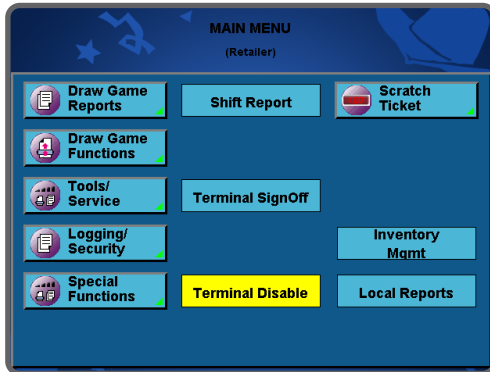 MAIN MENU
(Retailer)
Draw Game
Reports
Shift Report
Scratch
Ticket
Draw Game
Functions
Tools/
Service
Terminal SignOff
Logging/
Security
Inventory
Mgmt
Special
Functions
Terminal Disable
Local Reports